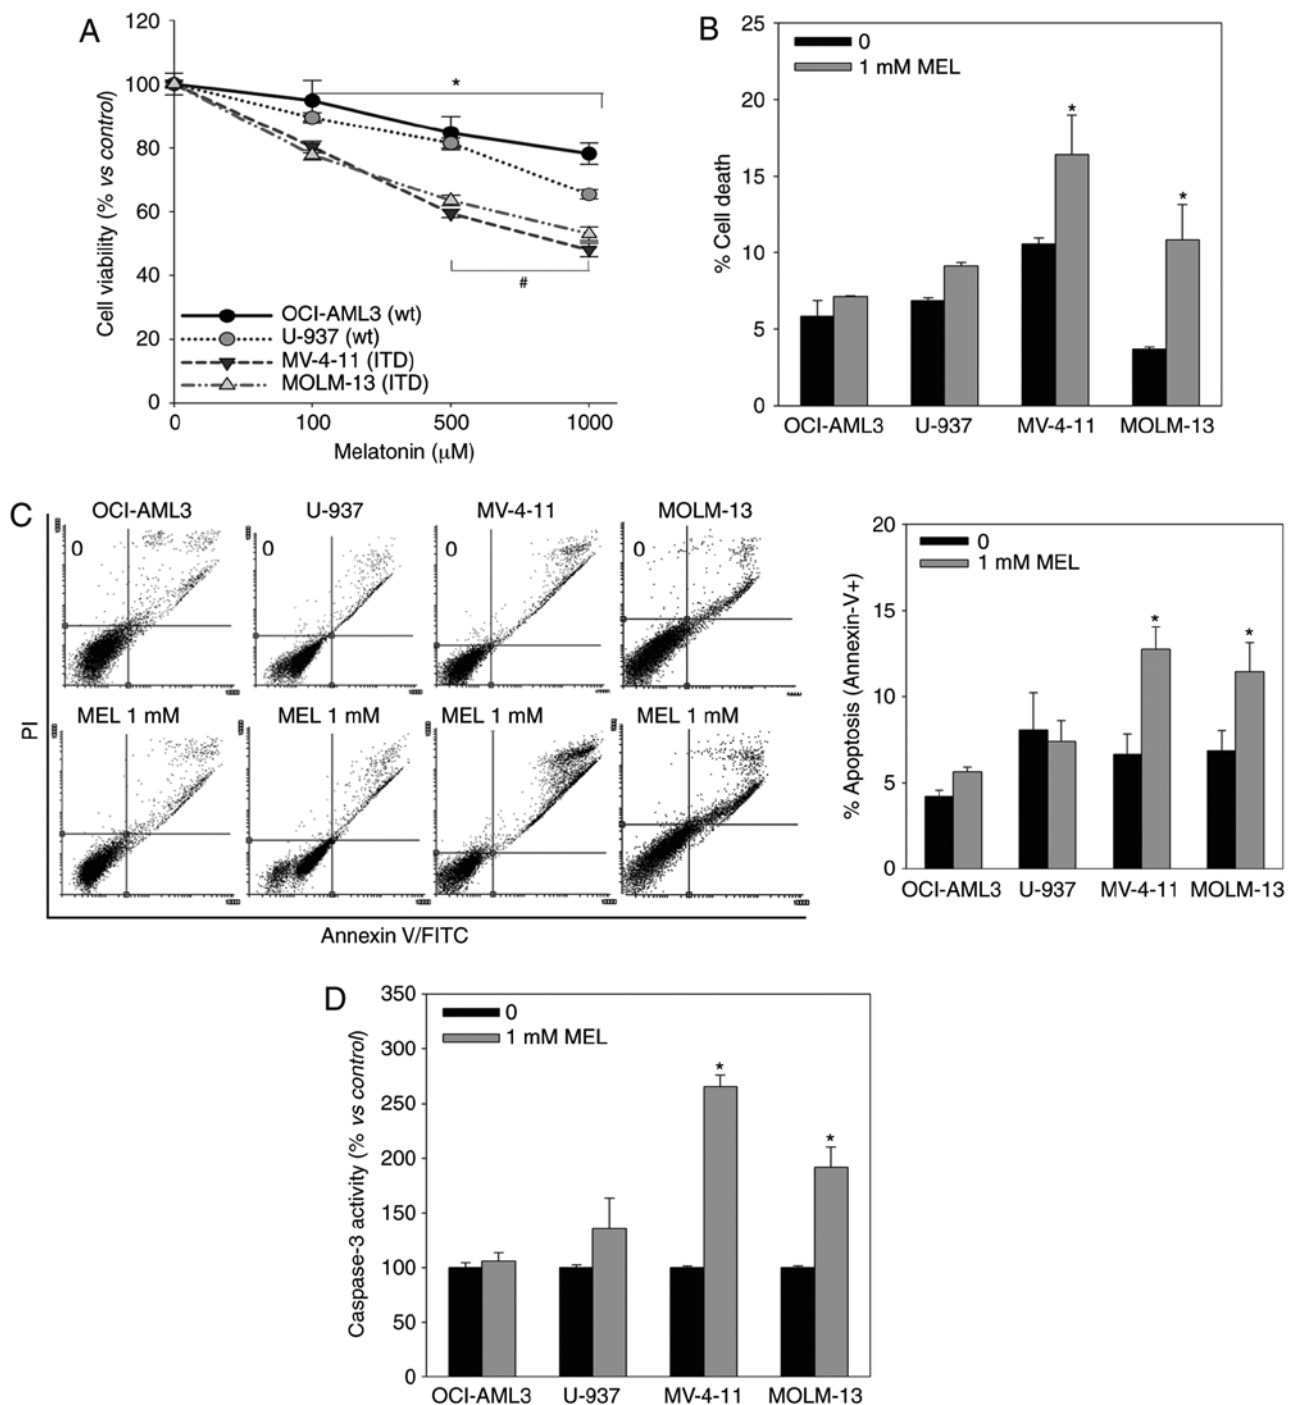 A
120
100
80
60
40
20
0
Cell viability (% vs control)
*
#
OCI-AML3 (wt)
U-937 (wt)
MV-4-11 (ITD)
MOLM-13 (ITD)
0 100 500 1000
Melatonin (µM)
B
25
20
15
10
5
0
% Cell death
0
1 mM MEL
*
*
OCI-AML3 U-937 MV-4-11 MOLM-13
C
OCI-AML3 U-937 MV-4-11 MOLM-13
0 0 0 0
MEL 1 mM MEL 1 mM MEL 1 mM MEL 1 mM
PI
Annexin V/FITC
20
15
10
5
0
% Apoptosis (Annexin-V+)
0
1 mM MEL
*
*
OCI-AML3 U-937 MV-4-11 MOLM-13
D
350
300
250
200
150
100
50
0
Caspase-3 activity (% vs control)
0
1 mM MEL
*
*
OCI-AML3 U-937 MV-4-11 MOLM-13